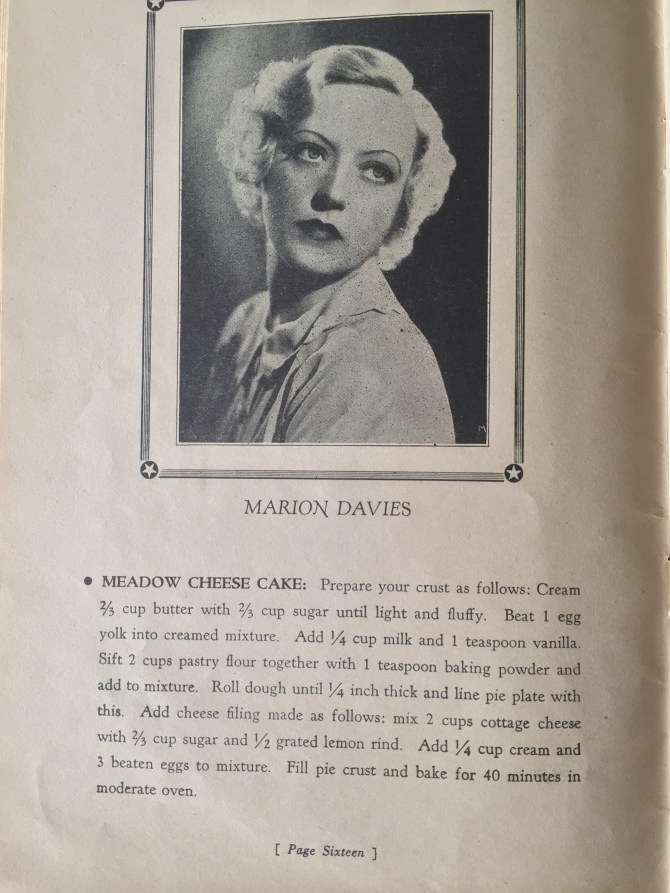 MARION DAVIES
● MEADOW CHEESE CAKE: Prepare your crust as follows: Cream
⅔ cup butter with ⅔ cup sugar until light and fluffy. Beat 1 egg
yolk into creamed mixture. Add ¼ cup milk and 1 teaspoon vanilla.
Sift 2 cups pastry flour together with 1 teaspoon baking powder and
add to mixture. Roll dough until ¼ inch thick and line pie plate with
this. Add cheese filing made as follows: mix 2 cups cottage cheese
with ⅔ cup sugar and ½ grated lemon rind. Add ¼ cup cream and
3 beaten eggs to mixture. Fill pie crust and bake for 40 minutes in
moderate oven.
[ Page Sixteen ]